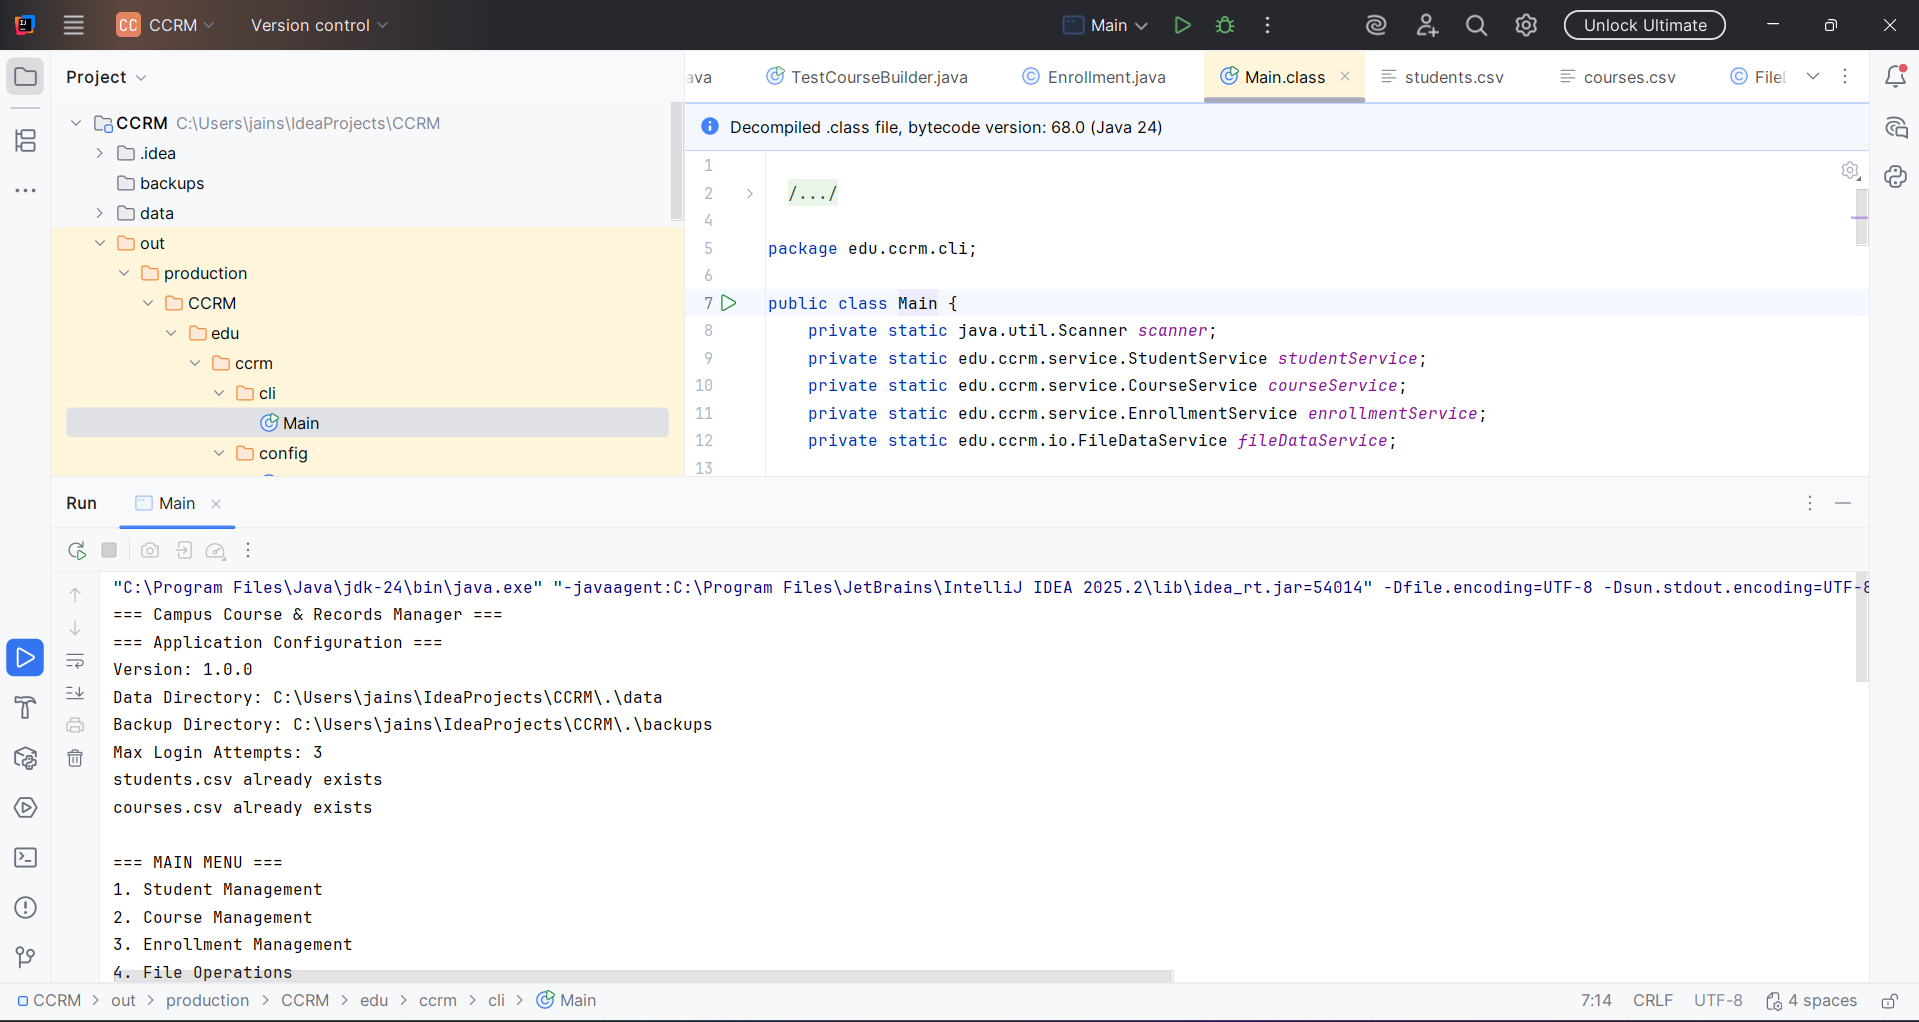 CC CCRM Version control Main Unlock Ultimate
Project
CCRM C:\Users\jains\IdeaProjects\CCRM
.idea
backups
data
out
production
CCRM
edu
ccrm
cli
Main
config
ava TestCourseBuilder.java Enrollment.java Main.class students.csv courses.csv
Decompiled .class file, bytecode version: 68.0 (Java 24)
1
2 /.../
4
5 package edu.ccrm.cli;
6
7 public class Main {
8 private static java.util.Scanner scanner;
9 private static edu.ccrm.service.StudentService studentService;
10 private static edu.ccrm.service.CourseService courseService;
11 private static edu.ccrm.service.EnrollmentService enrollmentService;
12 private static edu.ccrm.io.FileDataService fileDataService;
13
Run Main
"C:\Program Files\Java\jdk-24\bin\java.exe" "-javaagent:C:\Program Files\JetBrains\IntelliJ IDEA 2025.2\lib\idea_rt.jar=54014" -Dfile.encoding=UTF-8 -Dsun.stdout.encoding=UTF-8
=== Campus Course & Records Manager ===
=== Application Configuration ===
Version: 1.0.0
Data Directory: C:\Users\jains\IdeaProjects\CCRM\.\data
Backup Directory: C:\Users\jains\IdeaProjects\CCRM\.\backups
Max Login Attempts: 3
students.csv already exists
courses.csv already exists
=== MAIN MENU ===
1. Student Management
2. Course Management
3. Enrollment Management
4. File Operations
CCRM > out > production > CCRM > edu > ccrm > cli > Main 7:14 CRLF UTF-8 4 spaces